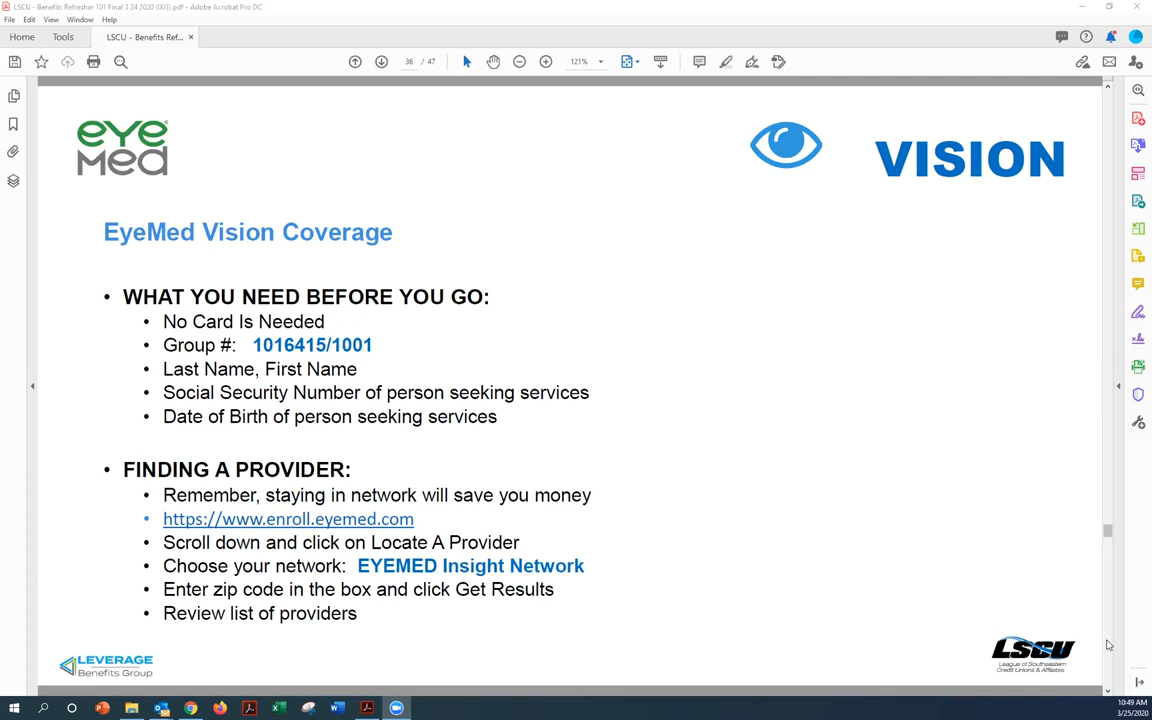 LSCU - Benefits Refresher 101 Final 3 24 2020 (003).pdf - Adobe Acrobat Pro DC
File Edit View Window Help
Home Tools LSCU - Benefits Ref... ×
36 / 47 121%
eye med
VISION
EyeMed Vision Coverage
• WHAT YOU NEED BEFORE YOU GO:
• No Card Is Needed
• Group #: 1016415/1001
• Last Name, First Name
• Social Security Number of person seeking services
• Date of Birth of person seeking services
• FINDING A PROVIDER:
• Remember, staying in network will save you money
• https://www.enroll.eyemed.com
• Scroll down and click on Locate A Provider
• Choose your network: EYEMED Insight Network
• Enter zip code in the box and click Get Results
• Review list of providers
LEVERAGE
Benefits Group
LSCU
League of Southeastern
Credit Unions & Affiliates
10:49 AM
3/25/2020